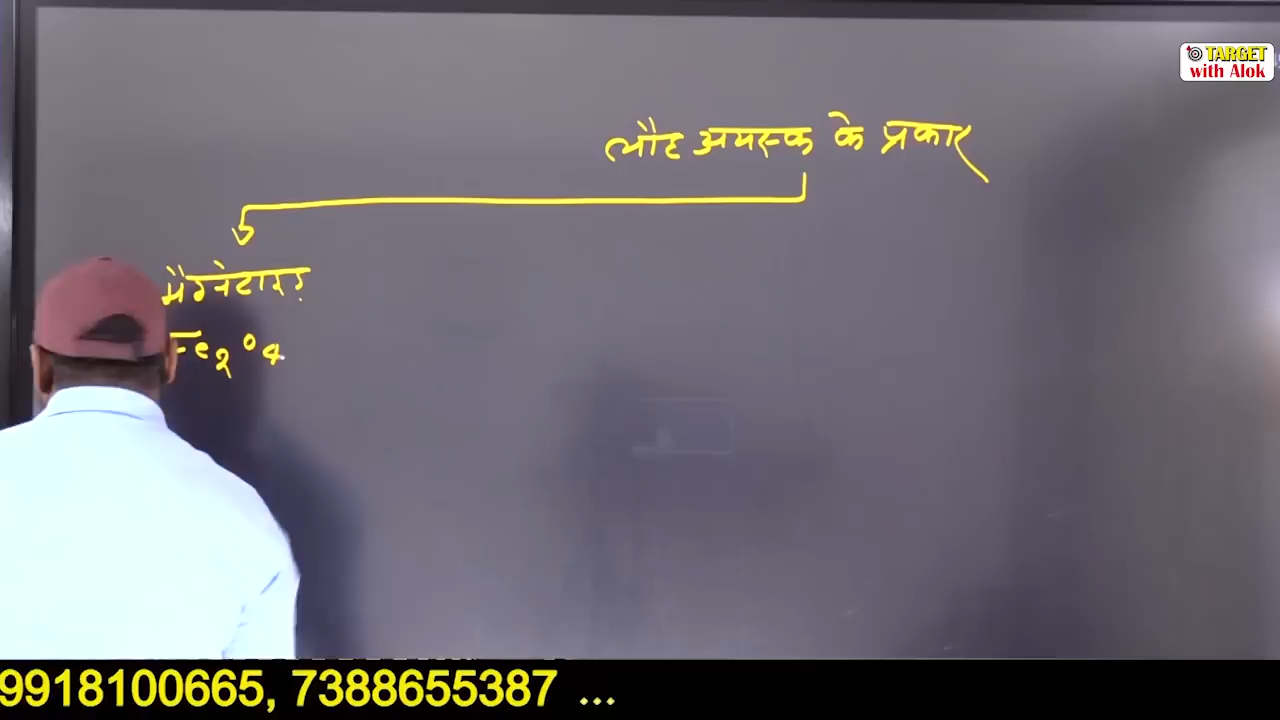 TARGET
with Alok
लौह अयस्क के प्रकार
मैग्नेटाइट
Fe2O4
9918100665, 7388655387 ...